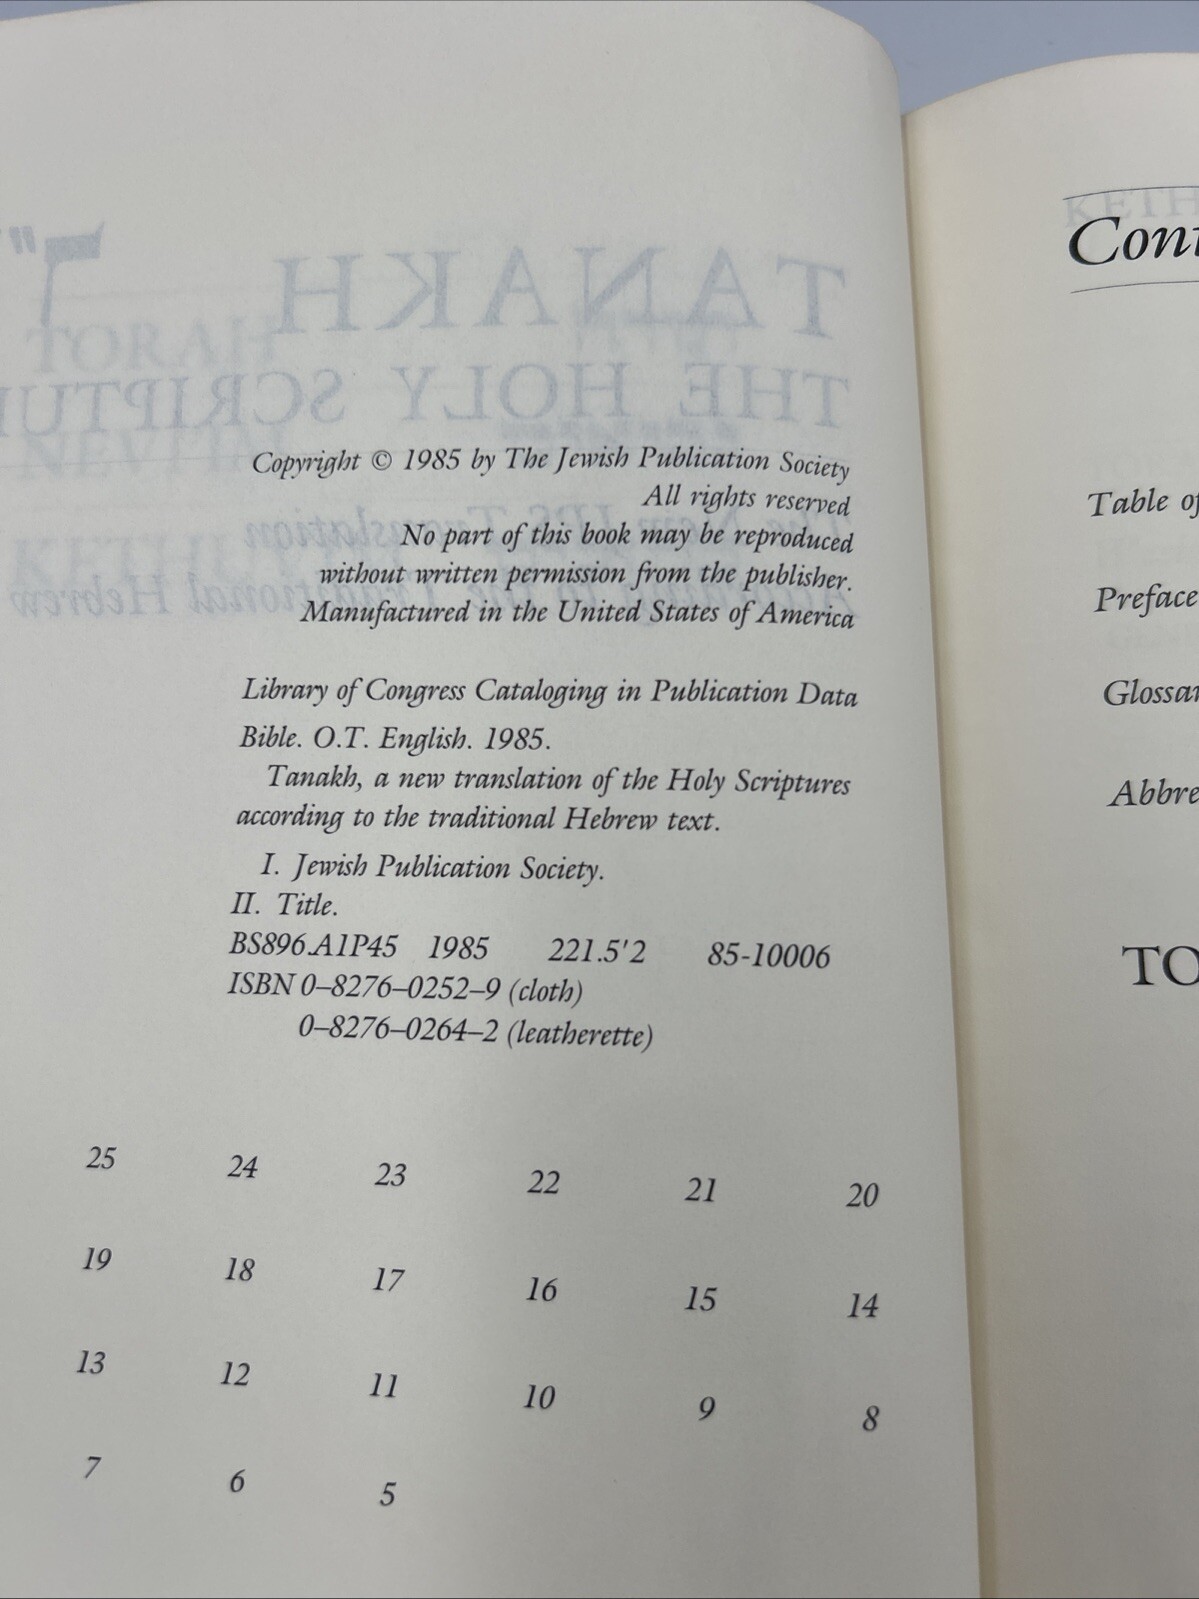 Copyright © 1985 by The Jewish Publication Society
All rights reserved
No part of this book may be reproduced
without written permission from the publisher.
Manufactured in the United States of America
Library of Congress Cataloging in Publication Data
Bible. O.T. English. 1985.
Tanakh, a new translation of the Holy Scriptures
according to the traditional Hebrew text.
I. Jewish Publication Society.
II. Title.
BS896.A1P45 1985 221.5'2 85-10006
ISBN 0–8276–0252–9 (cloth)
0–8276–0264–2 (leatherette)
25 24 23 22 21 20
19 18 17 16 15 14
13 12 11 10 9 8
7 6 5
TANAKH
THE HOLY SCRIPTUR
TORAH
Table of
Preface
TO